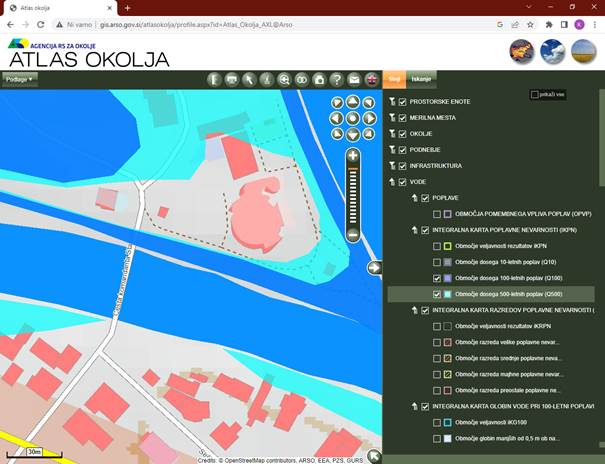 Atlas okolja
Ni varno | gis.arso.gov.si/atlasokolja/profile.aspx?id=Atlas_Okolja_AXL@Arso
AGENCIJA RS ZA OKOLJE
ATLAS OKOLJA
Podlage
Sloji
Iskanje
prikaži vse
PROSTORSKE ENOTE
MERILNA MESTA
OKOLJE
PODNEBJE
INFRASTRUKTURA
VODE
POPLAVE
OBMOČJA POMEMBNEGA VPLIVA POPLAV (OPVP)
INTEGRALNA KARTA POPLAVNE NEVARNOSTI (IKPN)
Območje veljavnosti rezultatov IKPN
Območje dosega 10-letnih poplav (Q10)
Območje dosega 100-letnih poplav (Q100)
Območje dosega 500-letnih poplav (Q500)
INTEGRALNA KARTA RAZREDOV POPLAVNE NEVARNOSTI (
Območje veljavnosti rezultatov IKRPN
Območje razreda velike poplavne nevar...
Območje razreda srednje poplavne nevar...
Območje razreda majhne poplavne nevar...
Območje razreda preostale poplavne ne...
INTEGRALNA KARTA GLOBIN VODE PRI 100-LETNI POPLAVI
Območje veljavnosti iKG100
Območje globin manjših od 0,5 m ob na...
Cesta komandanta Sta
30m
Credits: © OpenStreetMap contributors, ARSO, EEA, PZS, GURS